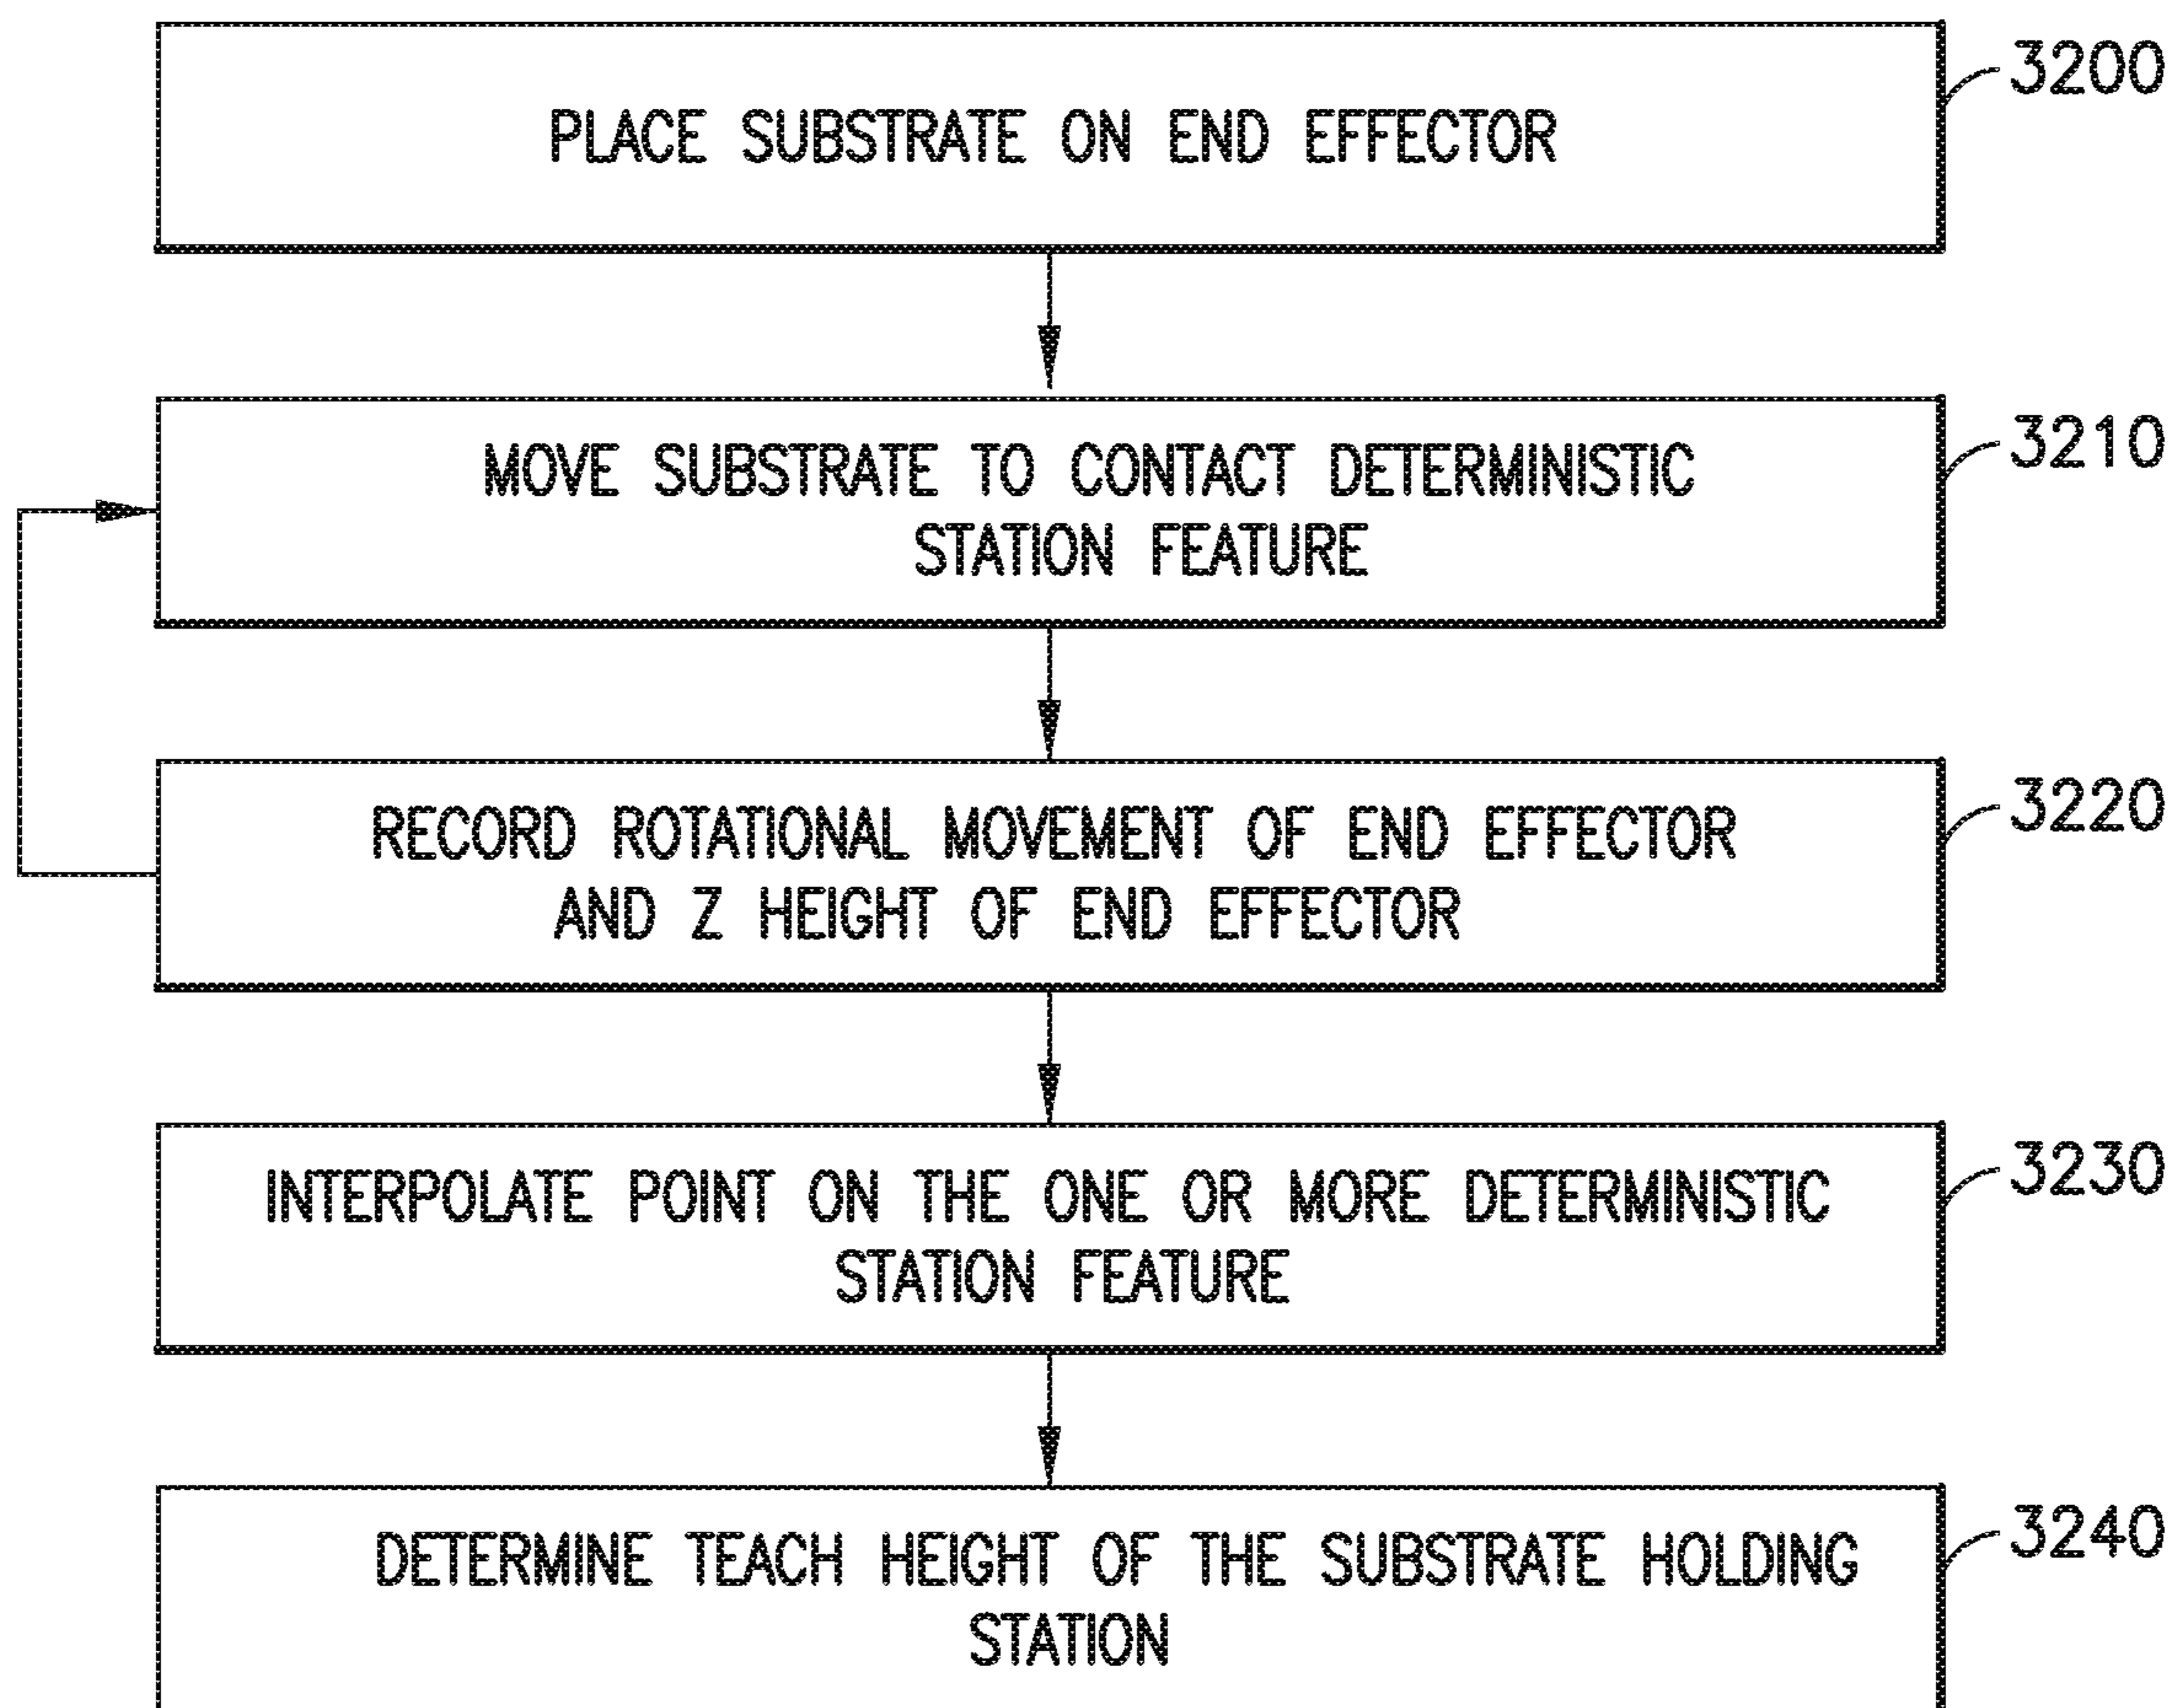 PLACE SUBSTRATE ON END EFFECTOR
3200
MOVE SUBSTRATE TO CONTACT DETERMINISTIC
STATION FEATURE
3210
RECORD ROTATIONAL MOVEMENT OF END EFFECTOR
AND Z HEIGHT OF END EFFECTOR
3220
INTERPOLATE POINT ON THE ONE OR MORE DETERMINISTIC
STATION FEATURE
3230
DETERMINE TEACH HEIGHT OF THE SUBSTRATE HOLDING
STATION
3240